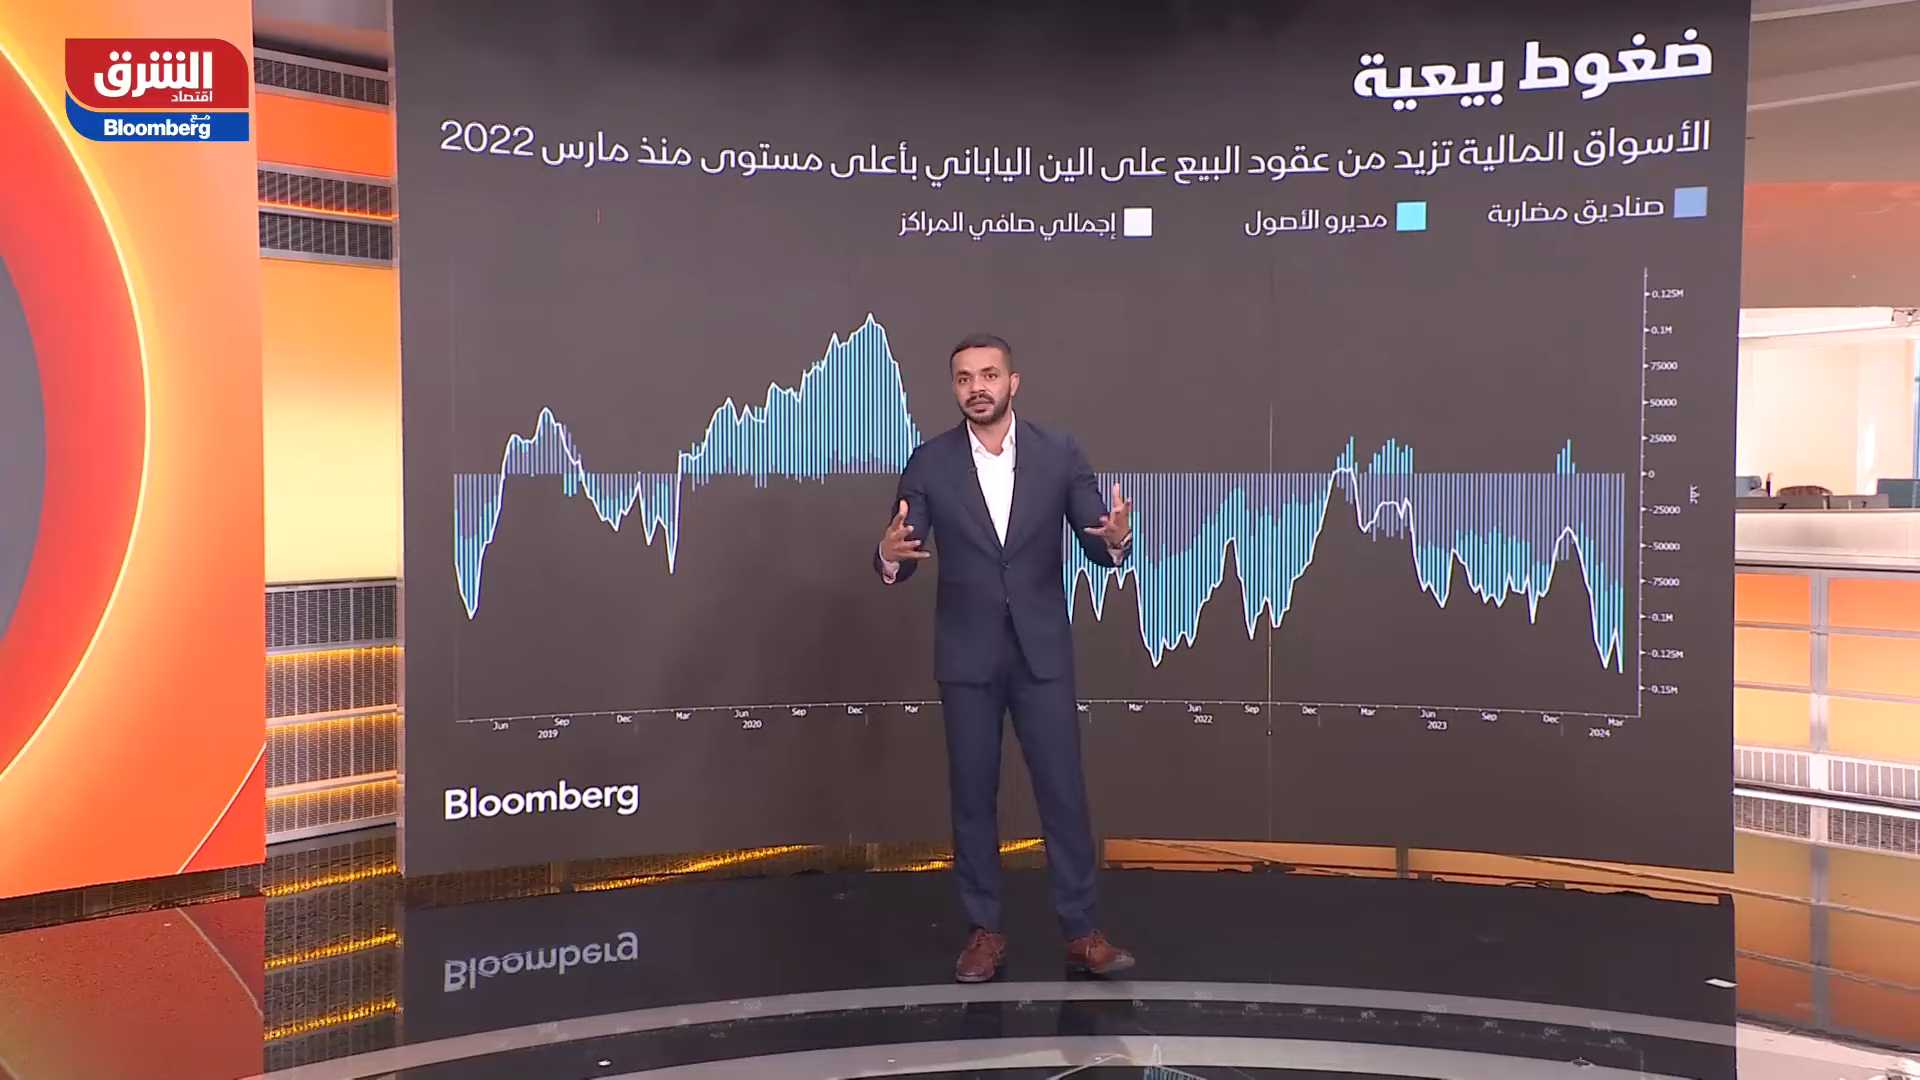 الشرق
اقتصاد
مع
Bloomberg
ضغوط بيعية
الأسواق المالية تزيد من عقود البيع على الين الياباني بأعلى مستوى منذ مارس 2022
صناديق مضاربة
مديرو الأصول
إجمالي صافي المراكز
0.125M
0.1M
75000
50000
25000
0
-25000
-50000
-75000
-0.1M
-0.125M
-0.15M
عقد
Jun Sep Dec Mar Jun Sep Dec Mar Dec Mar Jun Sep Dec Mar Jun Sep Dec Mar
2019 2020 2022 2023 2024
Bloomberg